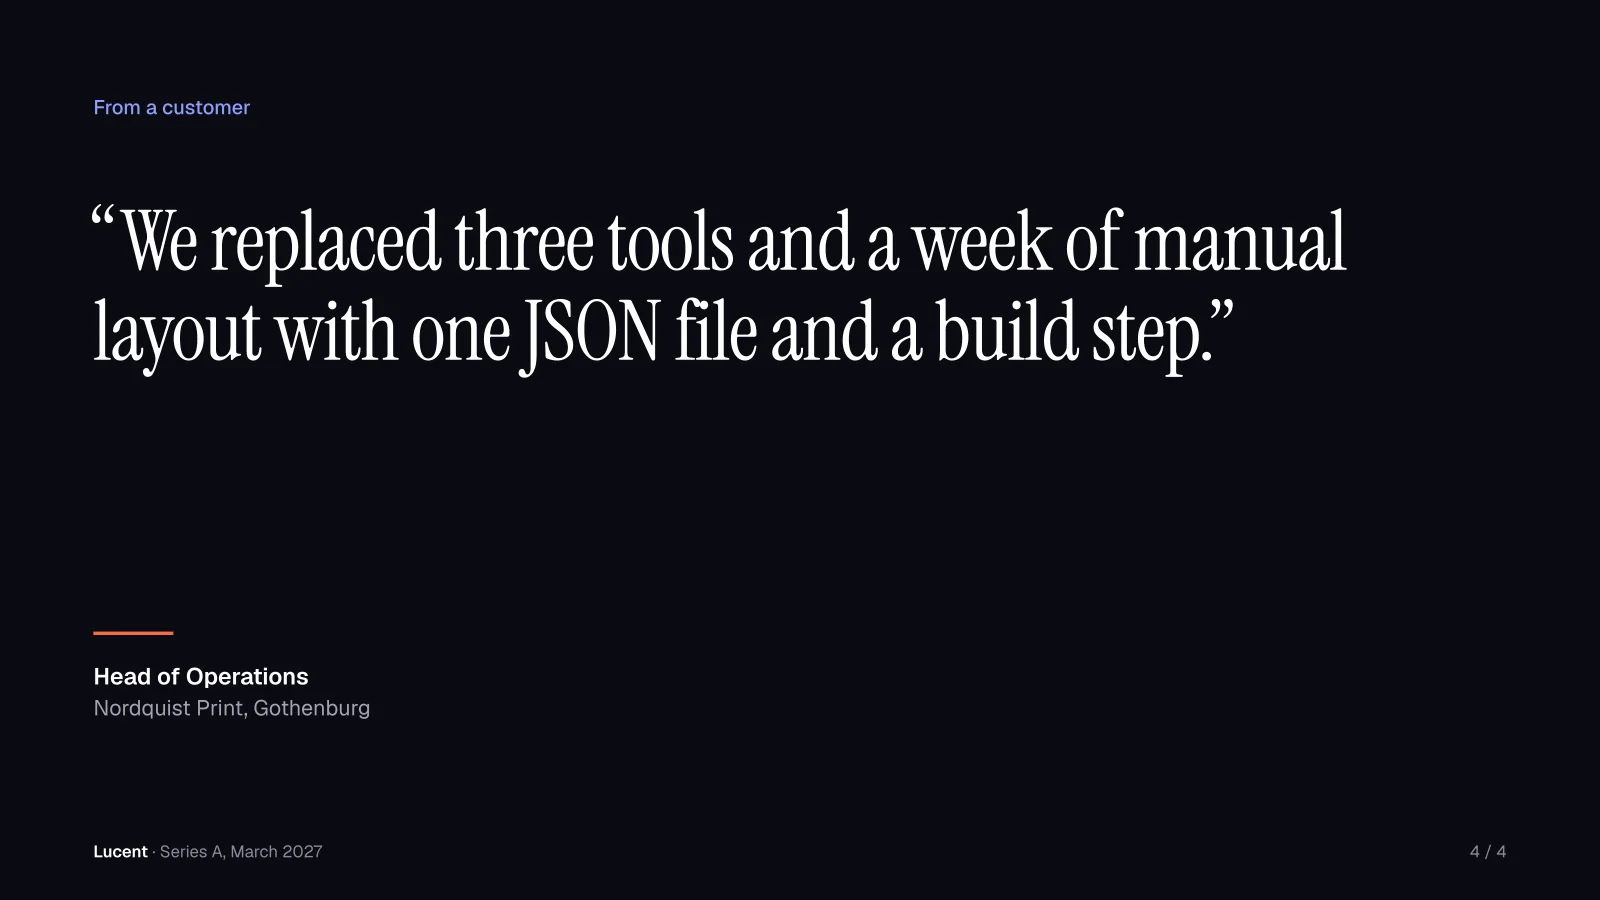 From a customer
“We replaced three tools and a week of manual
layout with one JSON file and a build step.”
Head of Operations
Nordquist Print, Gothenburg
Lucent · Series A, March 2027
4 / 4